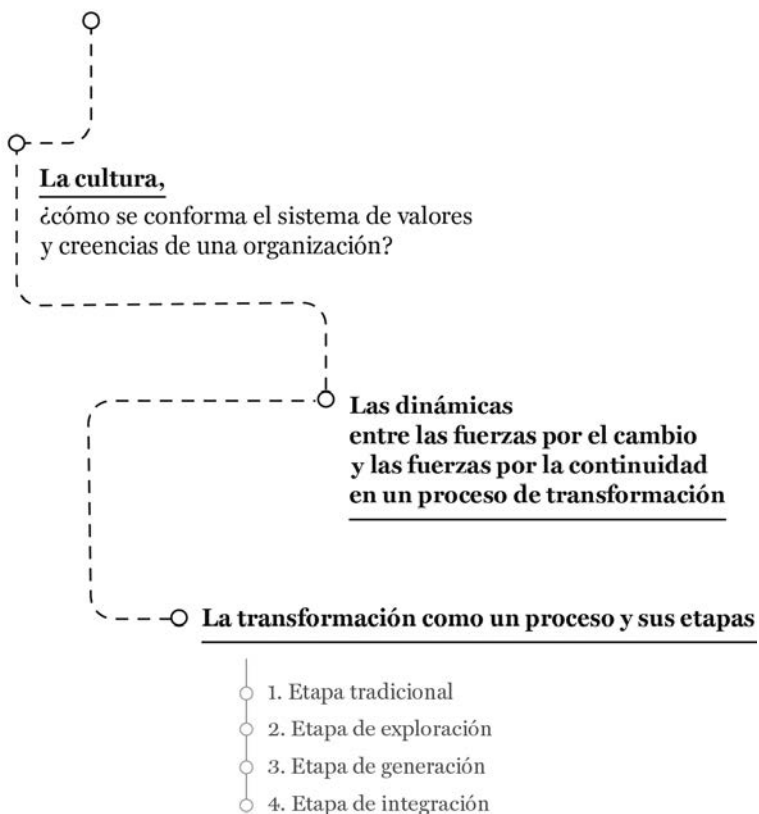 La cultura,
¿cómo se conforma el sistema de valores
y creencias de una organización?
Las dinámicas
entre las fuerzas por el cambio
y las fuerzas por la continuidad
en un proceso de transformación
La transformación como un proceso y sus etapas
1. Etapa tradicional
2. Etapa de exploración
3. Etapa de generación
4. Etapa de integración